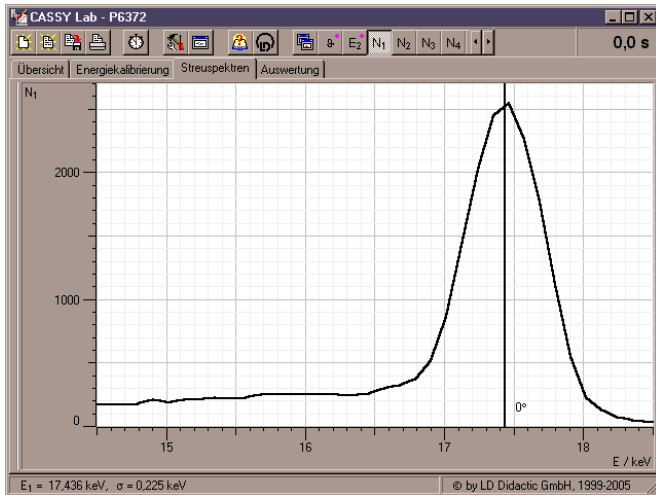 CASSY Lab - P6372
ϑ E₂ N₁ N₂ N₃ N₄ 0,0 s
Übersicht Energiekalibrierung Streuspektren Auswertung
N₁
2000
1000
0
0°
15 16 17 18
E / keV
E₁ = 17,436 keV, σ = 0,225 keV © by LD Didactic GmbH, 1999-2005